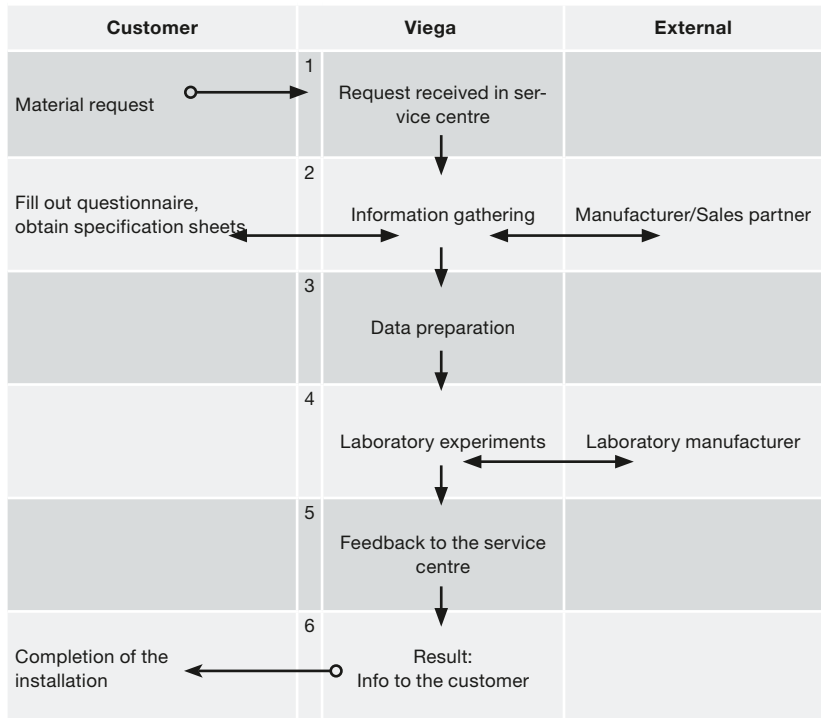 Customer
Viega
External
1
Material request
Request received in ser-
vice centre
2
Fill out questionnaire,
obtain specification sheets
Information gathering
Manufacturer/Sales partner
3
Data preparation
4
Laboratory experiments
Laboratory manufacturer
5
Feedback to the service
centre
6
Completion of the
installation
Result:
Info to the customer